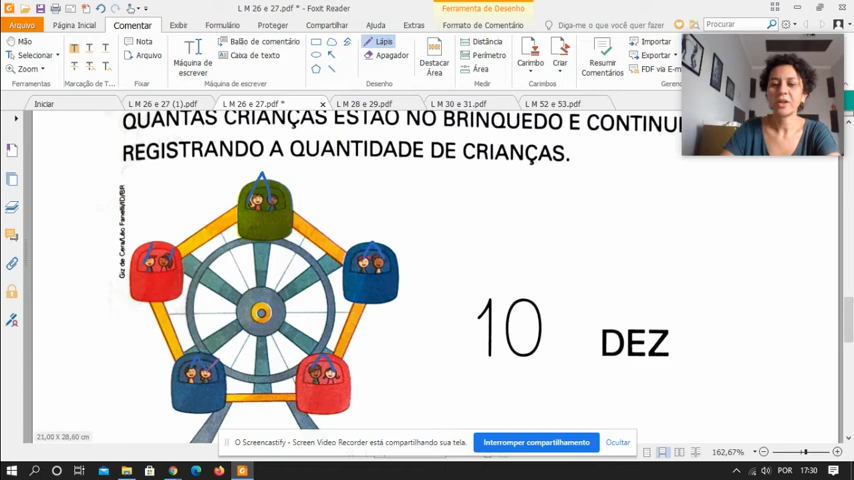 L M 26 e 27.pdf * - Foxit Reader
Ferramenta de Desenho
Arquivo
Página Inicial
Comentar
Exibir
Formulário
Proteger
Compartilhar
Ajuda
Extras
Formato de Comentário
Diga-me o que você quer fazer
Procurar
Mão
Selecionar
Zoom
Marcação de T...
Nota
Arquivo
Fixar
Máquina de escrever
Balão de comentário
Caixa de texto
Máquina de escrever
Lápis
Apagador
Desenho
Destacar Área
Distância
Perímetro
Área
Medir
Carimbo
Criar
Carimbo
Resumir Comentários
Importar
Exportar
FDF via E-m
Iniciar
L M 26 e 27 (1).pdf
L M 26 e 27.pdf *
L M 28 e 29.pdf
L M 30 e 31.pdf
L M 52 e 53.pdf
QUANTAS CRIANÇAS ESTÃO NO BRINQUEDO E CONTINU
REGISTRANDO A QUANTIDADE DE CRIANÇAS.
Giz de Cera/Léo Fanelli/ID/BR
10
DEZ
21,00 X 28,60 cm
O Screencastify - Screen Video Recorder está compartilhando sua tela.
Interromper compartilhamento
Ocultar
162,67%
POR
17:30